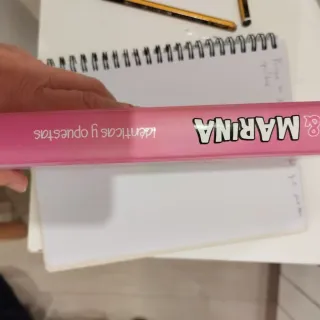 & MARINA
Idénticas y opuestas